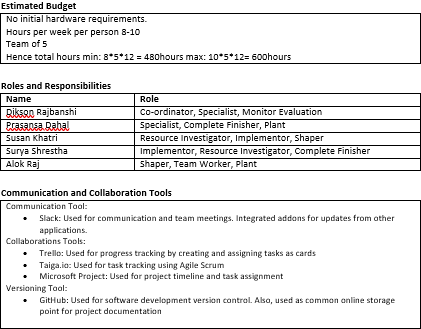 Estimated Budget
No initial hardware requirements.
Hours per week per person 8-10
Team of 5
Hence total hours min: 8*5*12 = 480hours max: 10*5*12= 600hours
Roles and Responsibilities
Name Role
Dikson Rajbanshi Co-ordinator, Specialist, Monitor Evaluation
Prasansa Dahal Specialist, Complete Finisher, Plant
Susan Khatri Resource Investigator, Implementor, Shaper
Surya Shrestha Implementor, Resource Investigator, Complete Finisher
Alok Raj Shaper, Team Worker, Plant
Communication and Collaboration Tools
Communication Tool:
• Slack: Used for communication and team meetings. Integrated addons for updates from other
applications.
Collaborations Tools:
• Trello: Used for progress tracking by creating and assigning tasks as cards
• Taiga.io: Used for task tracking using Agile Scrum
• Microsoft Project: Used for project timeline and task assignment
Versioning Tool:
• GitHub: Used for software development version control. Also, used as common online storage
point for project documentation